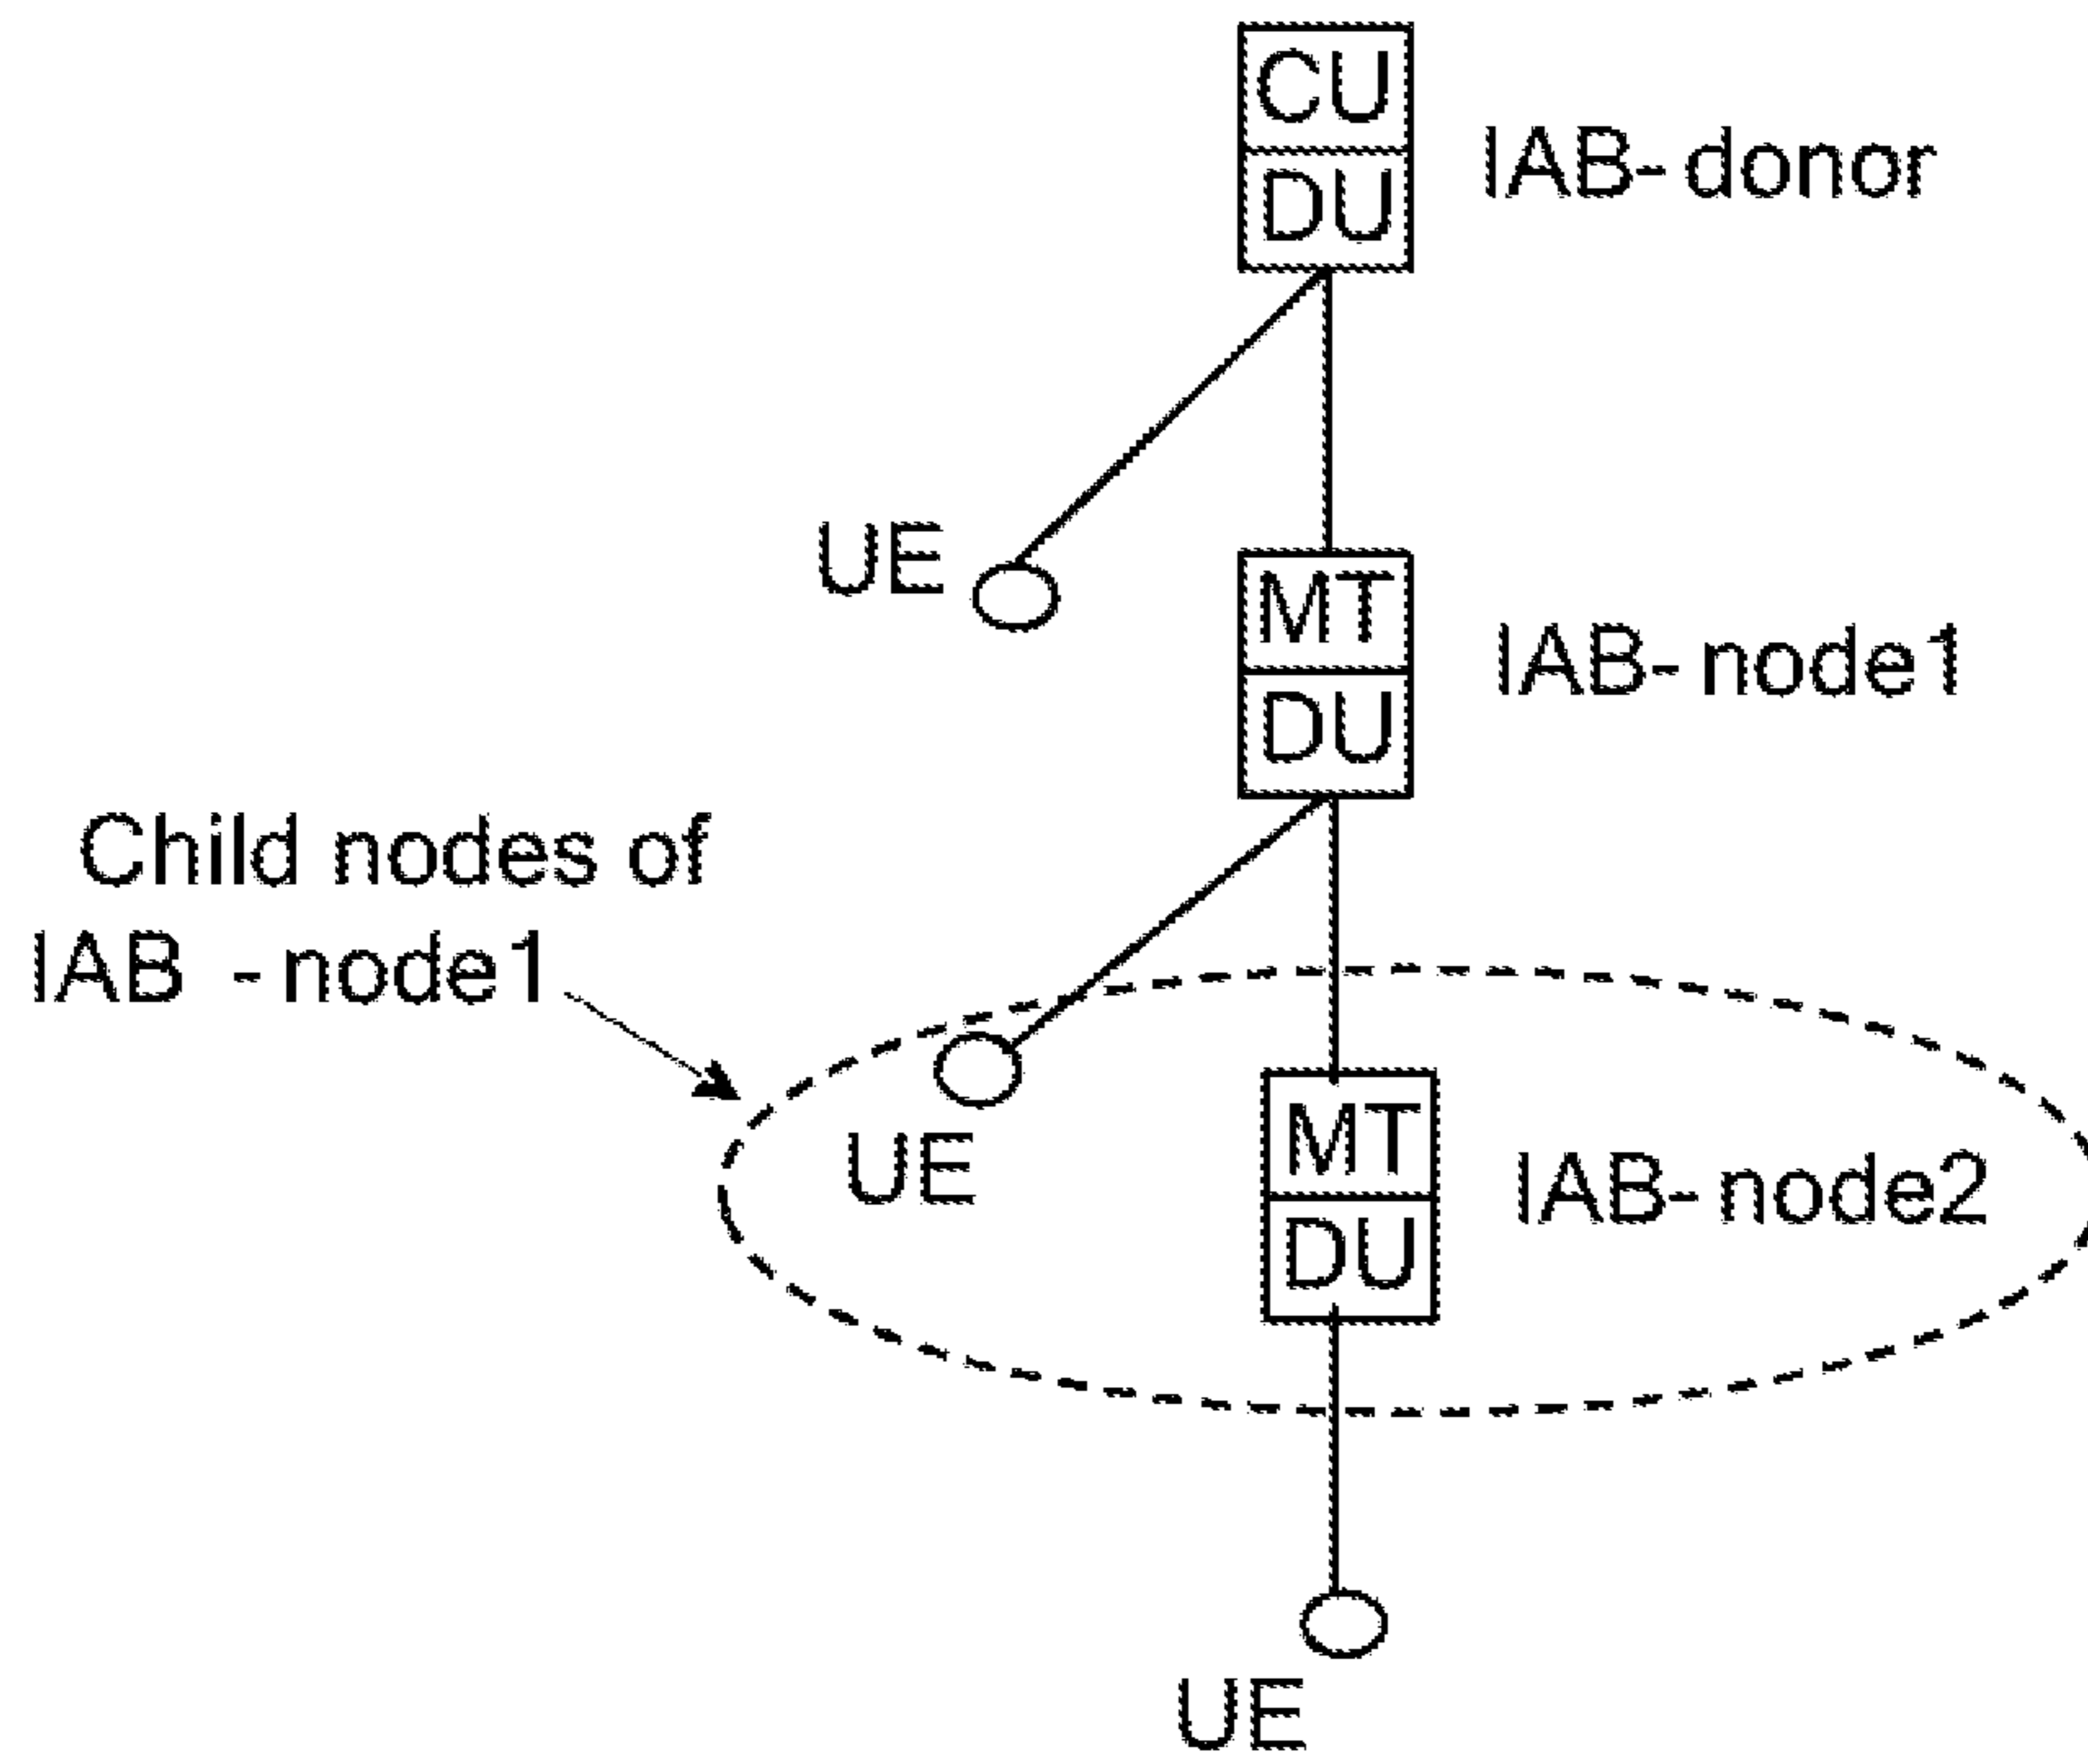 CU
DU
IAB-donor
UE
MT
DU
IAB-node1
Child nodes of
IAB -node1
UE
MT
DU
IAB-node2
UE